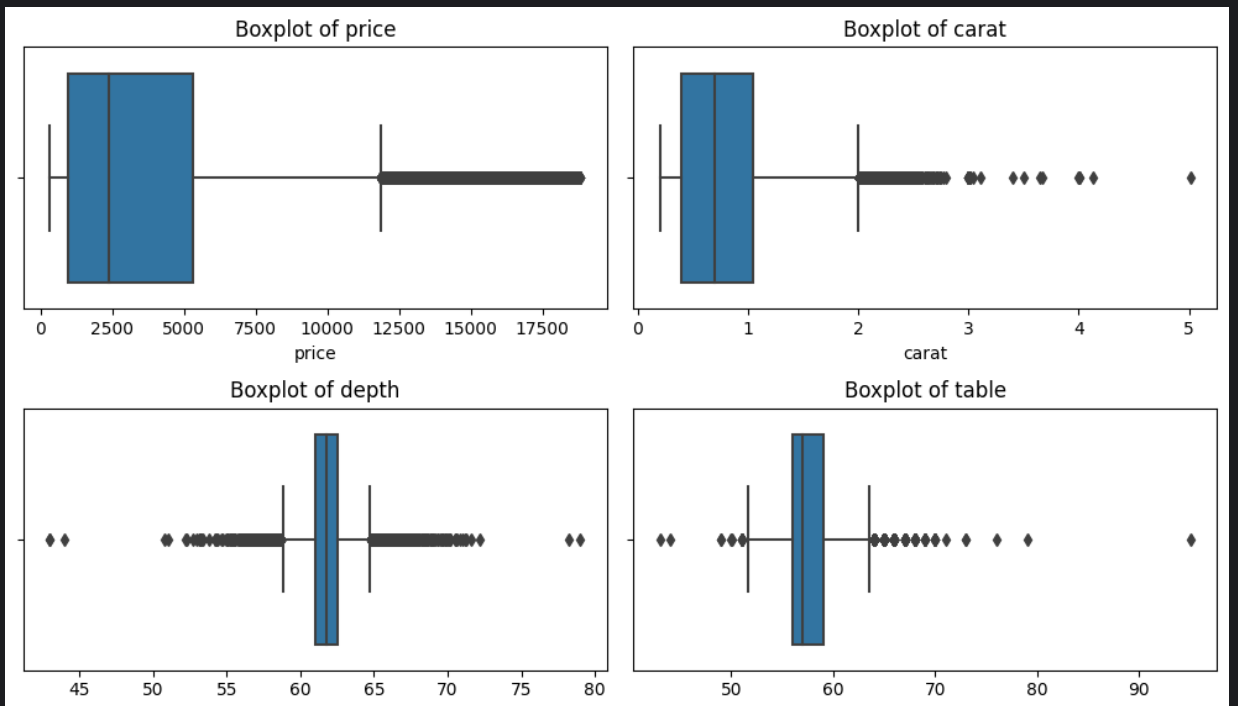 Boxplot of price
Boxplot of carat
0 2500 5000 7500 10000 12500 15000 17500
0 1 2 3 4 5
price
carat
Boxplot of depth
Boxplot of table
45 50 55 60 65 70 75 80
50 60 70 80 90